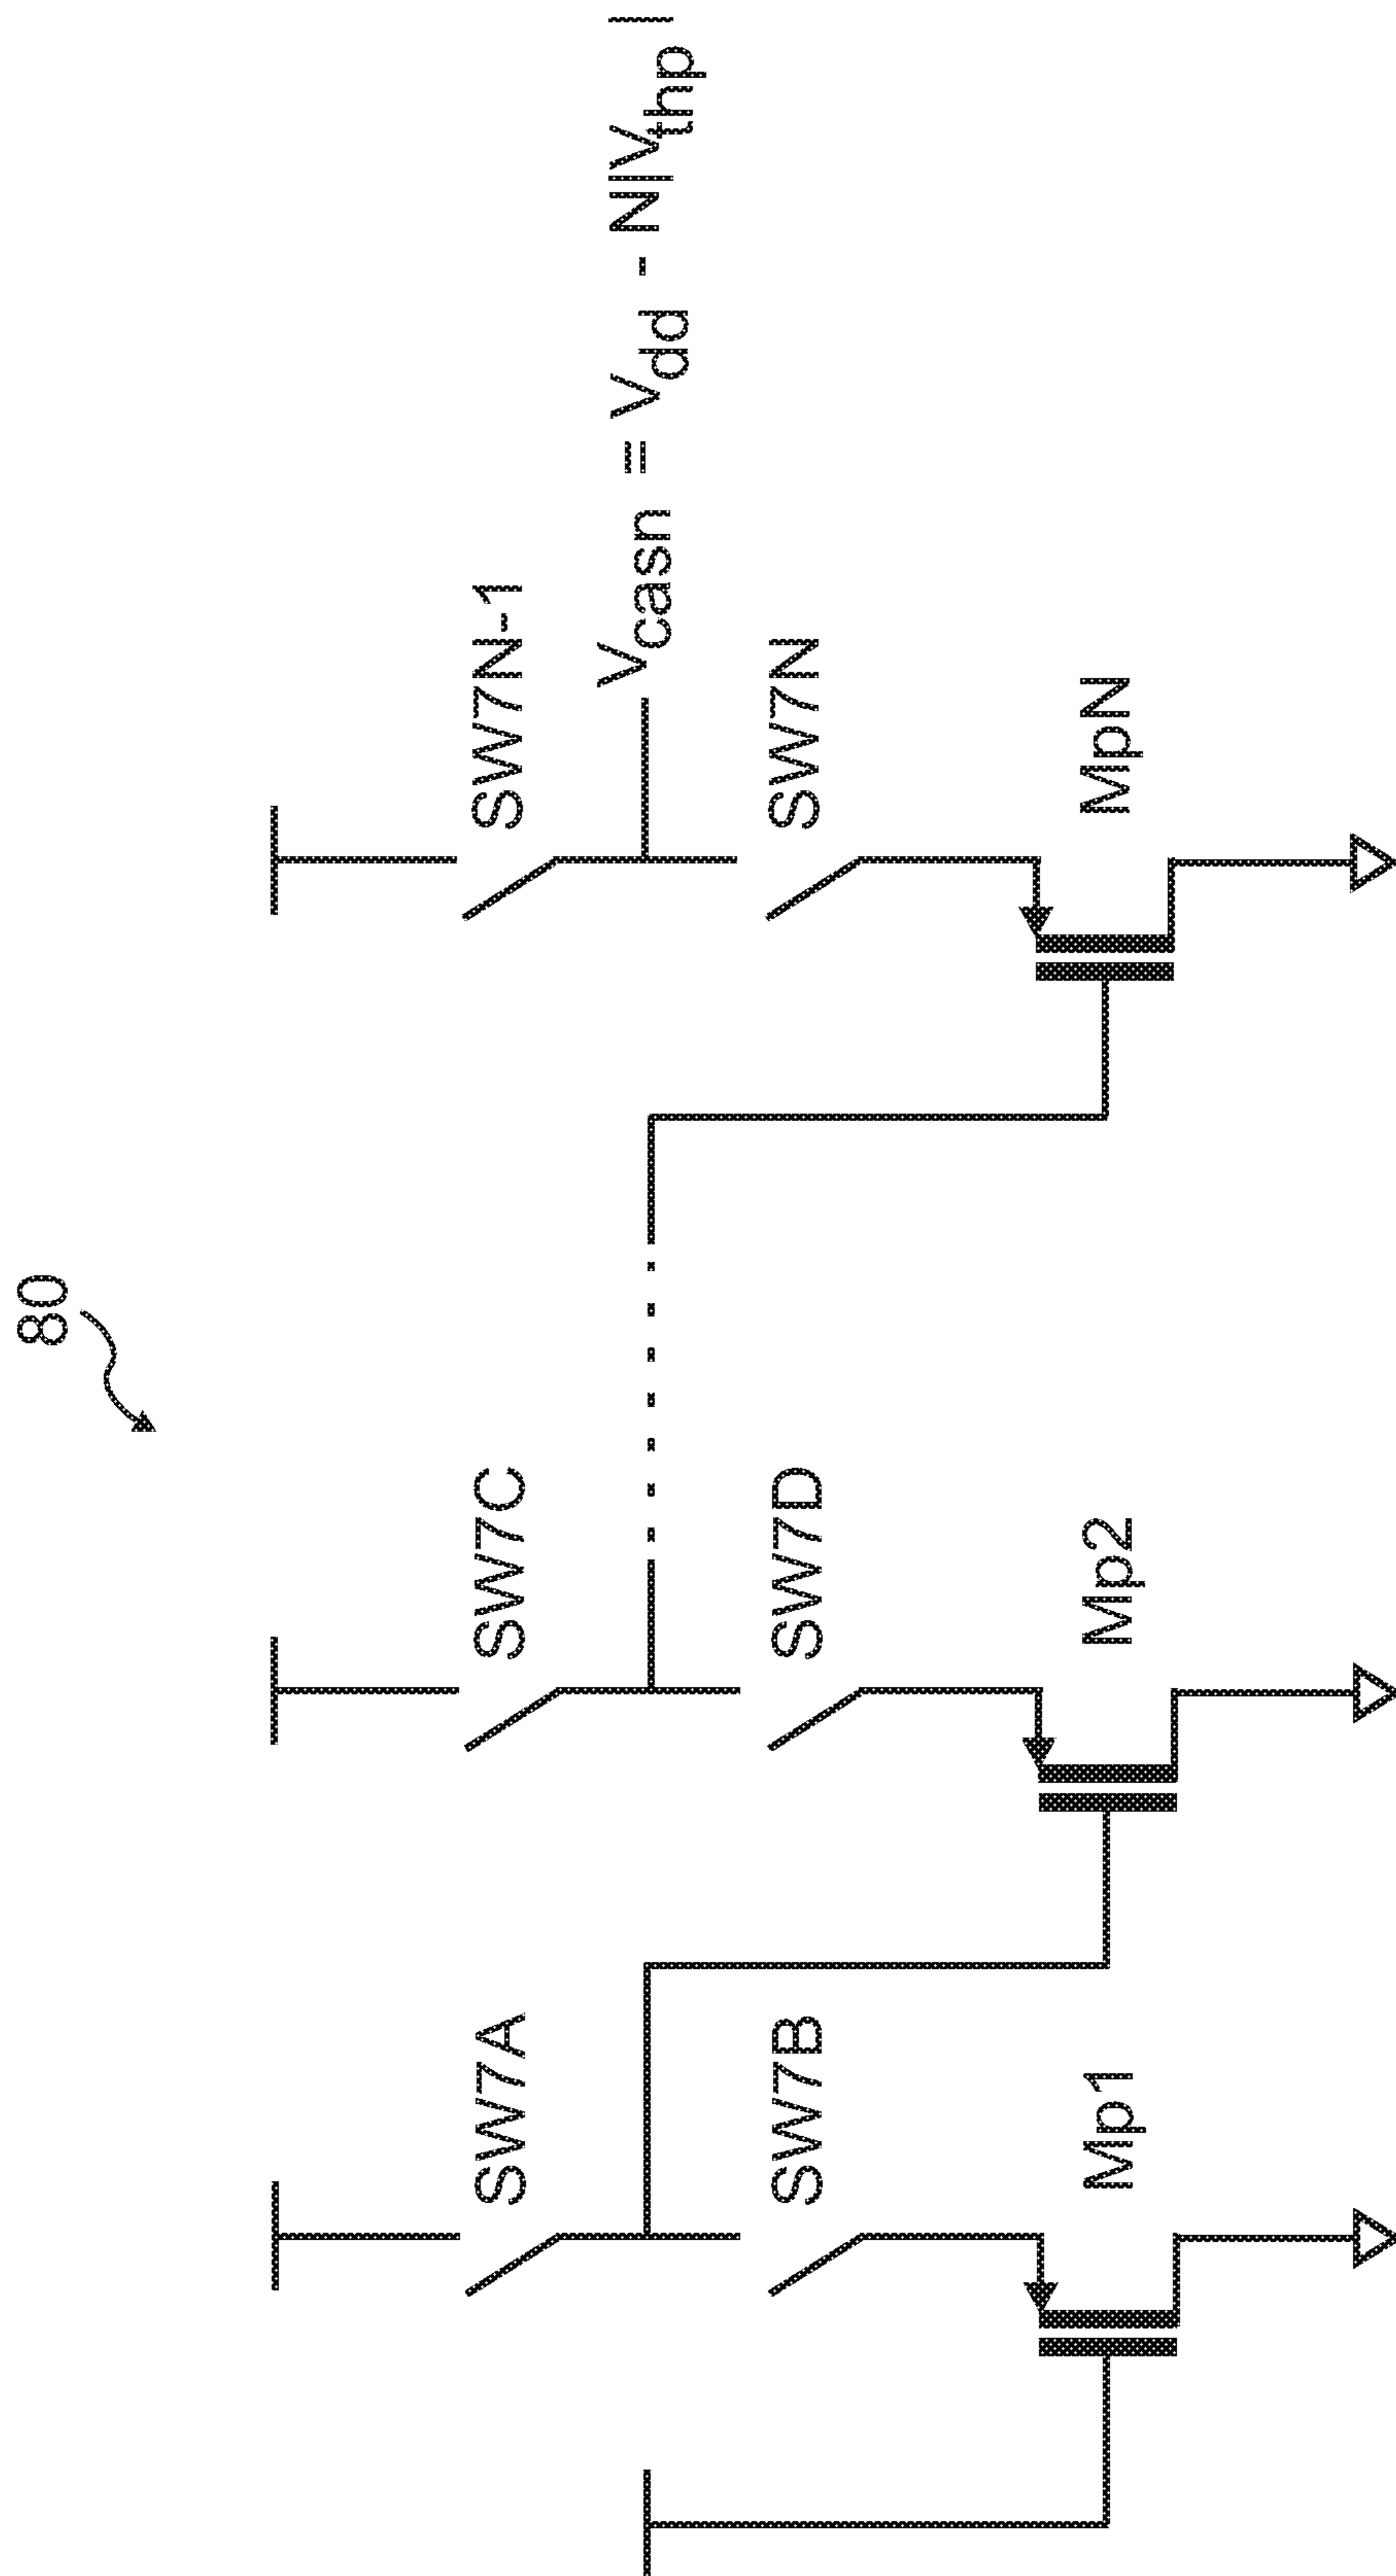 80
SW7A
SW7C
SW7N-1
V_casn = V_dd - N|V_thp|
SW7B
SW7D
SW7N
Mp1
Mp2
MpN